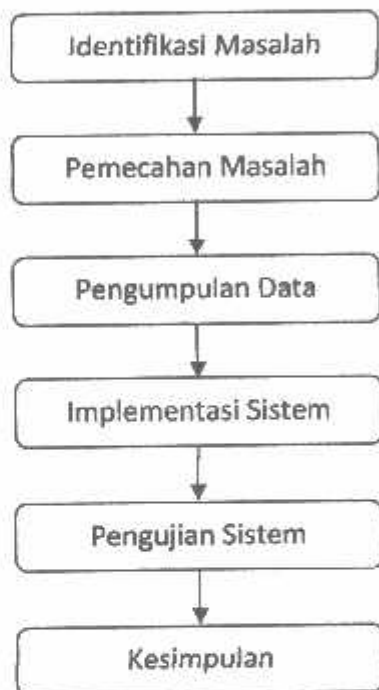 Identifikasi Masalah
Pemecahan Masalah
Pengumpulan Data
Implementasi Sistem
Pengujian Sistem
Kesimpulan